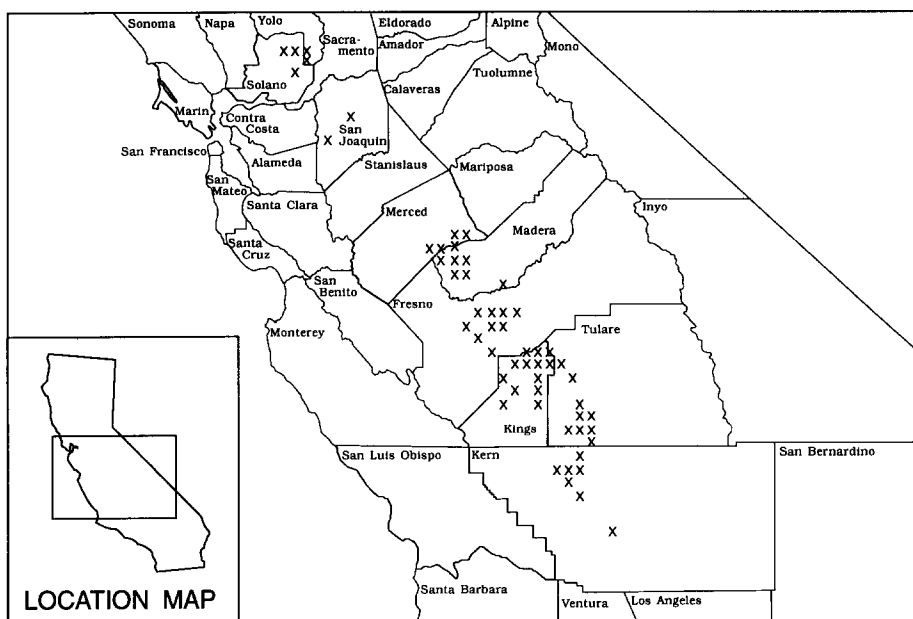 Sonoma
Napa
Yolo
Sacra-
mento
Eldorado
Amador
Alpine
Mono
Tuolumne
Calaveras
Solano
Marin
Contra
Costa
San
Joaquin
San Francisco
Alameda
Stanislaus
Mariposa
San
Mateo
Santa Clara
Merced
Madera
Inyo
Santa
Cruz
San
Benito
Fresno
Monterey
Tulare
Kings
San Luis Obispo
Kern
San Bernardino
Santa Barbara
Ventura
Los Angeles
LOCATION MAP
X X X
X
X
X
X
X X
X X X
X X X
X X
X
X X X X
X X X
X
X
X X X
X X X X X
X X X
X X
X X X
X X
X X X
X
X
X X X
X
X
X